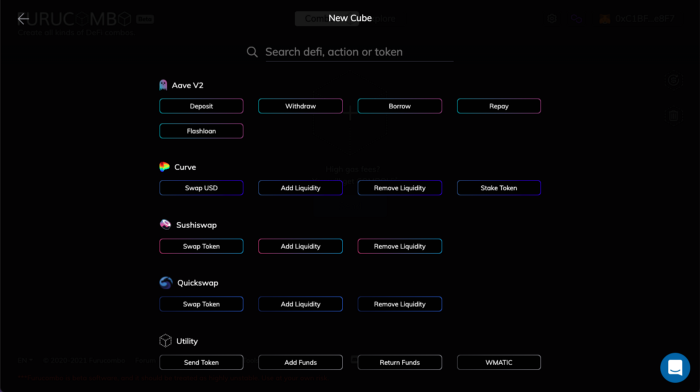 FURUCOMBO
New Cube
Search defi, action or token
Aave V2
Deposit
Withdraw
Borrow
Repay
Flashloan
Curve
Swap USD
Add Liquidity
Remove Liquidity
Stake Token
Sushiswap
Swap Token
Add Liquidity
Remove Liquidity
Quickswap
Swap Token
Add Liquidity
Remove Liquidity
Utility
Send Token
Add Funds
Return Funds
WMATIC